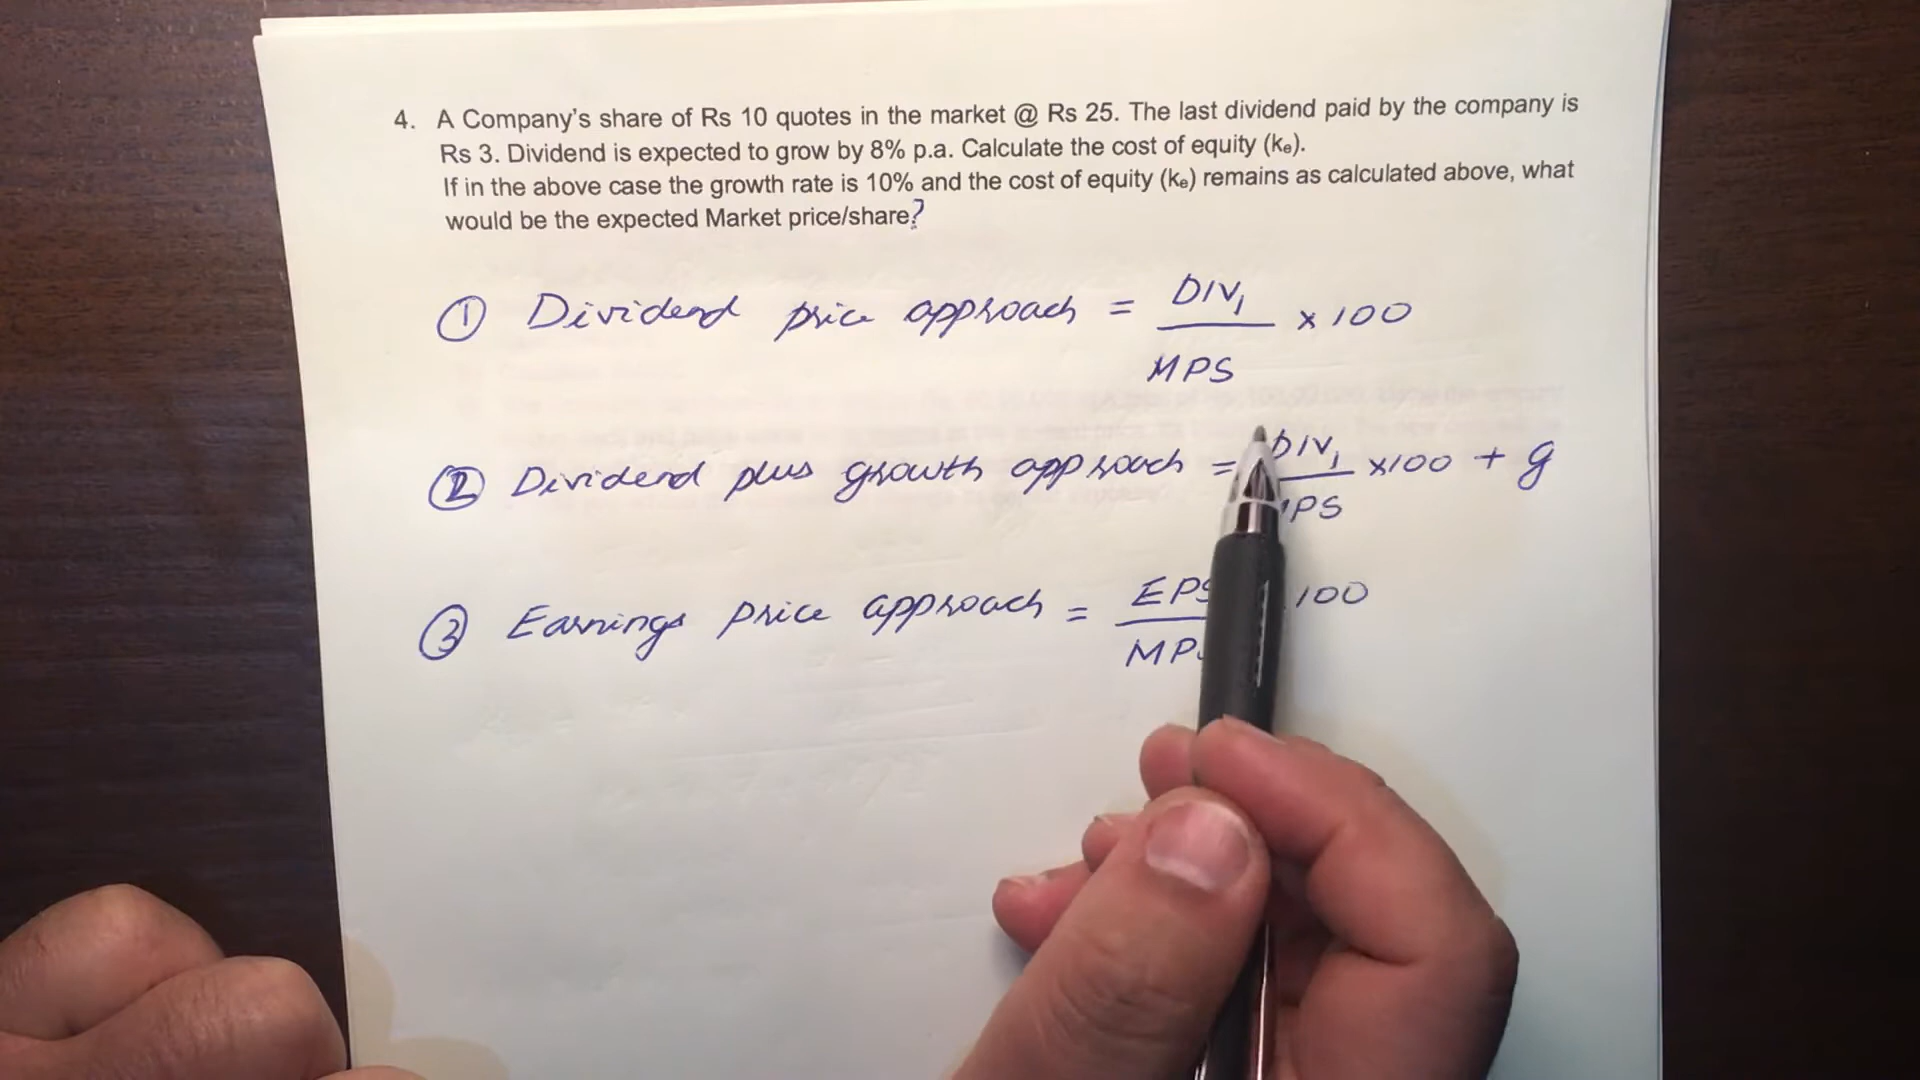 4. A Company's share of Rs 10 quotes in the market @ Rs 25. The last dividend paid by the company is
Rs 3. Dividend is expected to grow by 8% p.a. Calculate the cost of equity (kₑ).
If in the above case the growth rate is 10% and the cost of equity (kₑ) remains as calculated above, what
would be the expected Market price/share?
① Dividend price approach = DIV₁ × 100
MPS
② Dividend plus growth approach = DIV₁ ×100 + g
MPS
③ Earnings price approach = EPS 100
MPS